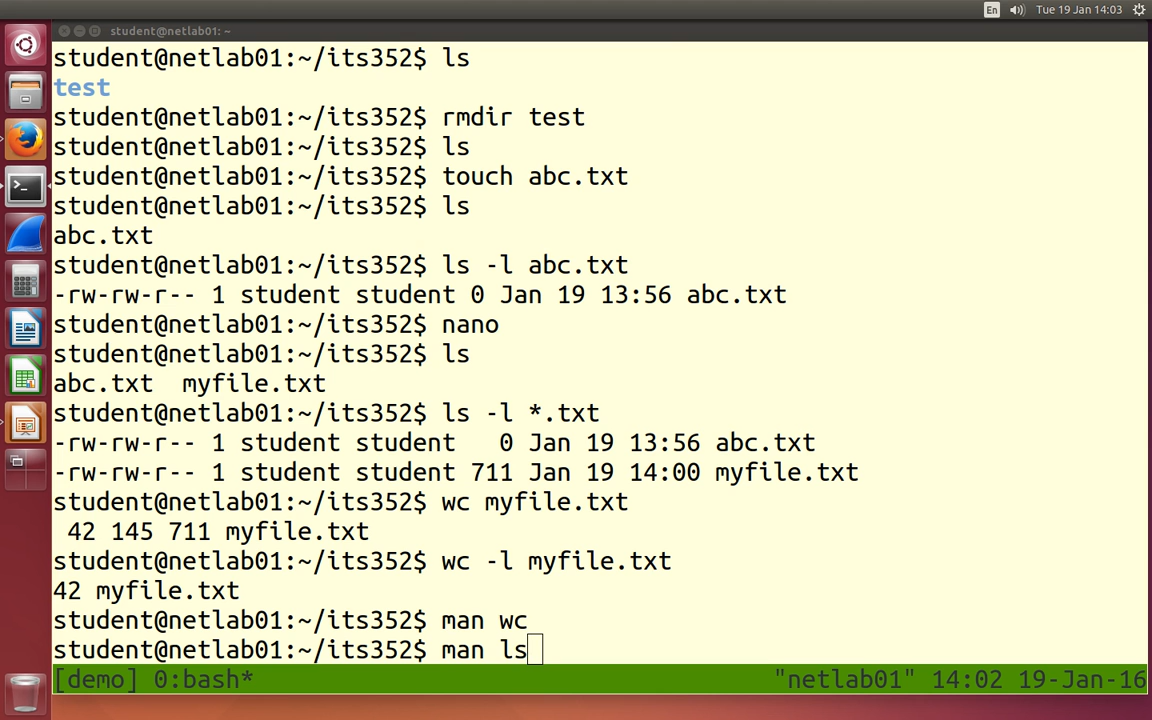 En
Tue 19 Jan 14:03
student@netlab01: ~
student@netlab01:~/its352$ ls
test
student@netlab01:~/its352$ rmdir test
student@netlab01:~/its352$ ls
student@netlab01:~/its352$ touch abc.txt
student@netlab01:~/its352$ ls
abc.txt
student@netlab01:~/its352$ ls -l abc.txt
-rw-rw-r-- 1 student student 0 Jan 19 13:56 abc.txt
student@netlab01:~/its352$ nano
student@netlab01:~/its352$ ls
abc.txt  myfile.txt
student@netlab01:~/its352$ ls -l *.txt
-rw-rw-r-- 1 student student   0 Jan 19 13:56 abc.txt
-rw-rw-r-- 1 student student 711 Jan 19 14:00 myfile.txt
student@netlab01:~/its352$ wc myfile.txt
 42 145 711 myfile.txt
student@netlab01:~/its352$ wc -l myfile.txt
42 myfile.txt
student@netlab01:~/its352$ man wc
student@netlab01:~/its352$ man ls
[demo] 0:bash* "netlab01" 14:02 19-Jan-16